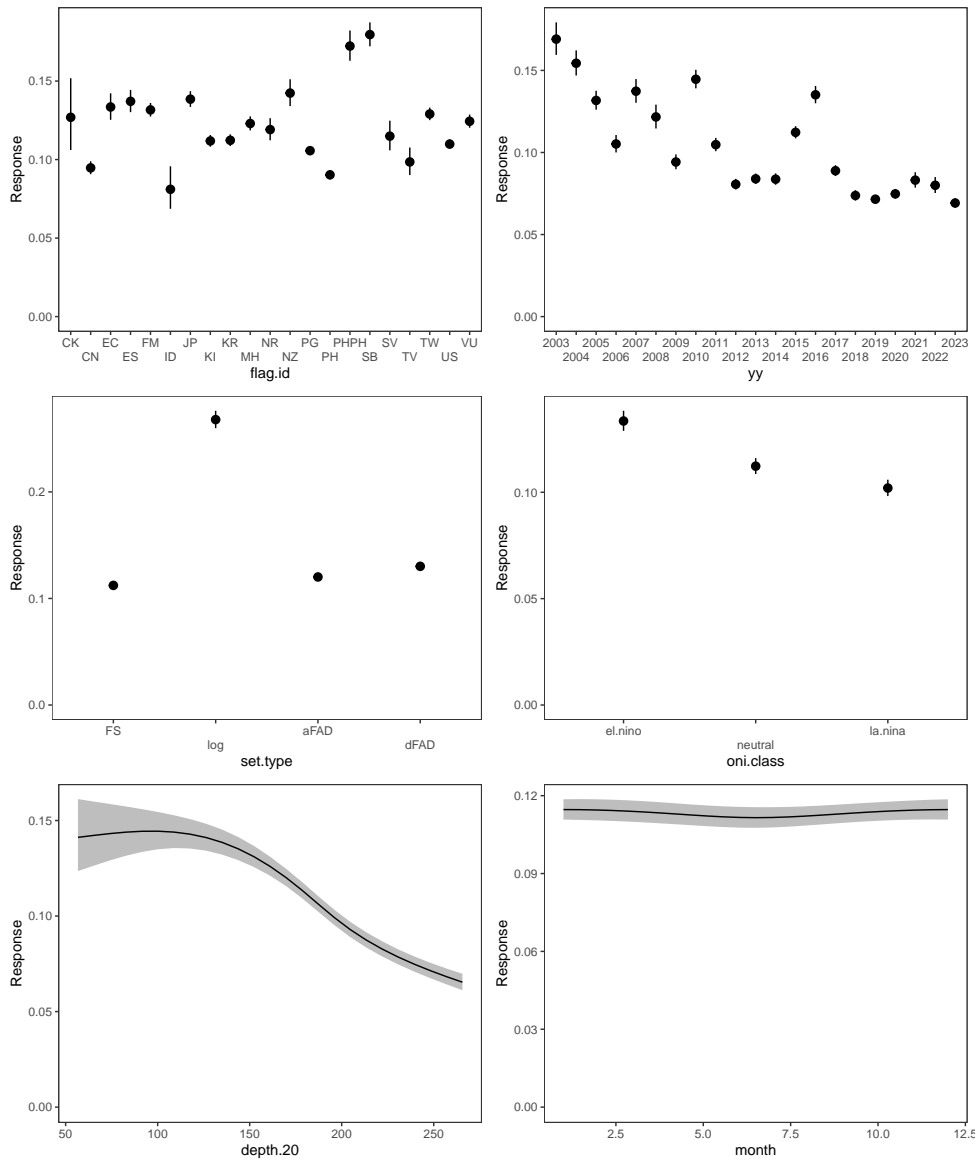 Response
0.15
0.10
0.05
0.00
CK EC FM JP KR NR PG PHPH SV TW VU
CN ES ID KI MH NZ PH SB TV US
flag.id
Response
0.15
0.10
0.05
0.00
2003 2005 2007 2009 2011 2013 2015 2017 2019 2021 2023
2004 2006 2008 2010 2012 2014 2016 2018 2020 2022
yy
Response
0.2
0.1
0.0
FS aFAD
log dFAD
set.type
Response
0.10
0.05
0.00
el.nino la.nina
neutral
oni.class
Response
0.15
0.10
0.05
0.00
50 100 150 200 250
depth.20
Response
0.12
0.09
0.06
0.03
0.00
2.5 5.0 7.5 10.0 12.5
month